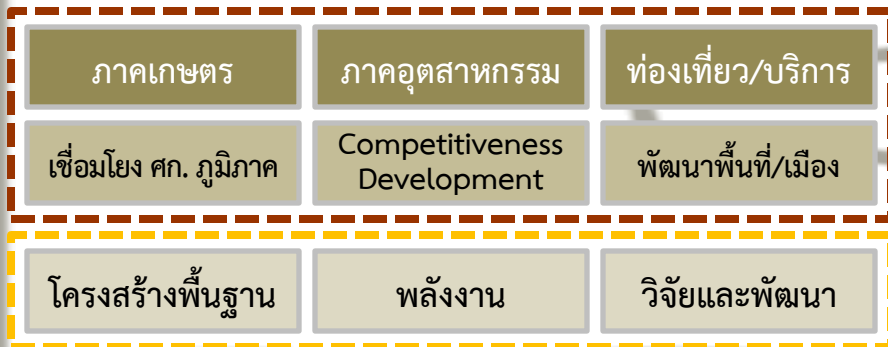 ภาคเกษตร
ภาคอุตสาหกรรม
ท่องเที่ยว/บริการ
เชื่อมโยง ศก. ภูมิภาค
Competitiveness
Development
พัฒนาพื้นที่/เมือง
โครงสร้างพื้นฐาน
พลังงาน
วิจัยและพัฒนา